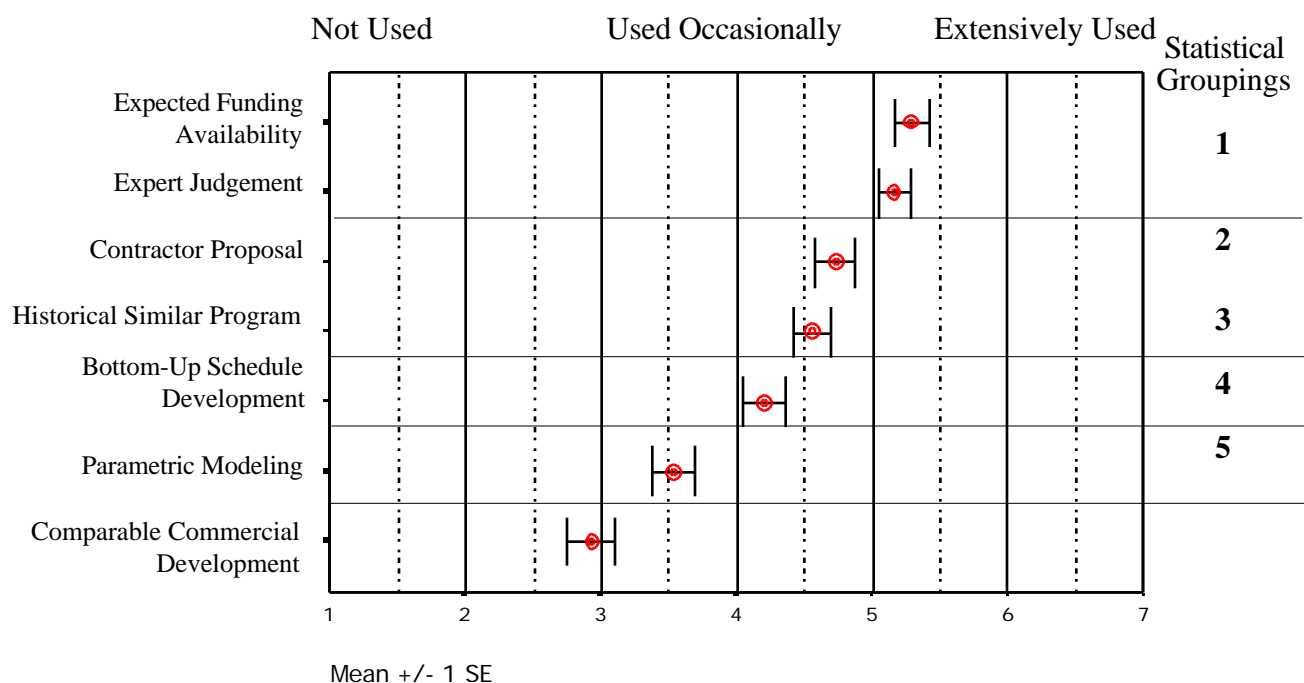 Not Used Used Occasionally Extensively Used
Statistical
Groupings
Expected Funding
Availability
1
Expert Judgement
Contractor Proposal
2
Historical Similar Program
3
Bottom-Up Schedule
Development
4
Parametric Modeling
5
Comparable Commercial
Development
1 2 3 4 5 6 7
Mean +/- 1 SE